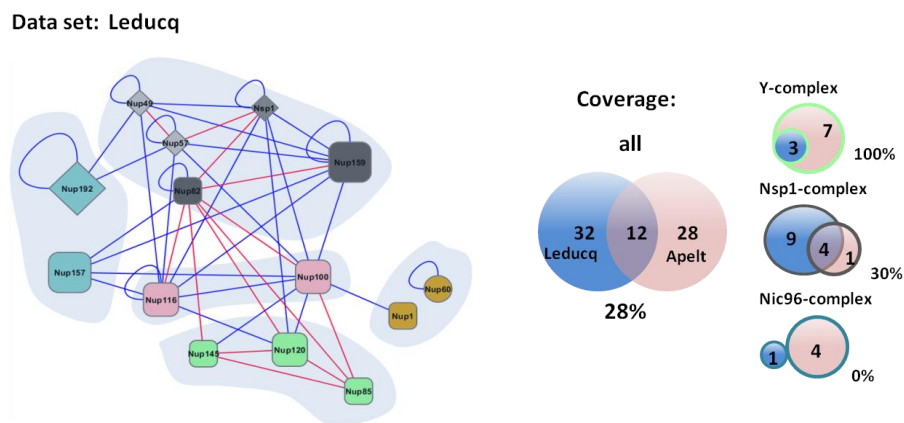 Data set: Leducq
Nup49
Nsp1
Nup57
Nup159
Nup192
Nup82
Nup157
Nup116
Nup100
Nup60
Nup1
Nup145
Nup120
Nup85
Coverage:
all
32 12 28
Leducq Apelt
28%
Y-complex
7
3
100%
Nsp1-complex
9
4
1
30%
Nic96-complex
1 4
0%